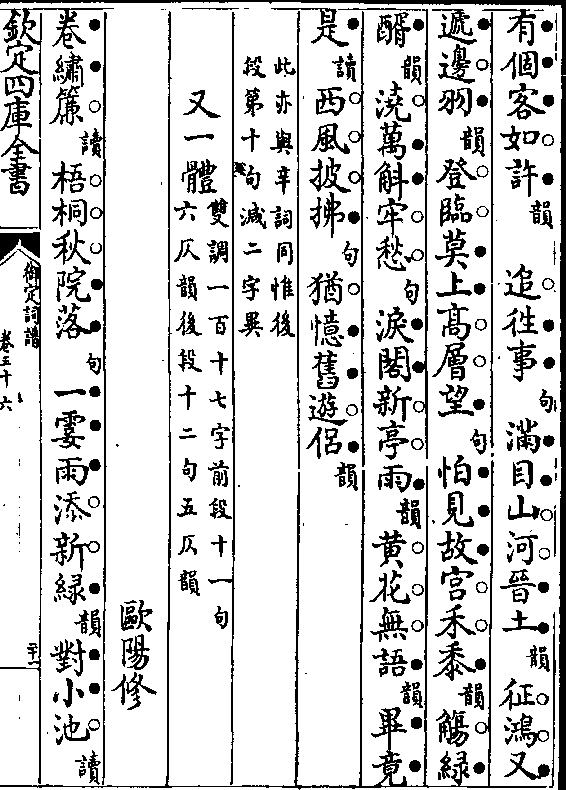 有個客如許韻　追徃事句滿目山河晉土韻征鴻又
遞邊羽韻登臨莫上髙層望句怕見故宫禾黍韻觴緑
醑韻澆萬斛牢愁句淚閣新亭雨韻黄花無語韻畢竟
是讀西風披拂句猶憶舊遊侣韻
此亦與辛詞同惟後
段第十句減二字異
又一體
雙調一百十七字前段十一句
六仄韻後段十二句五仄韻
歐陽修
卷繡簾讀梧桐秋院落句一霎雨添新緑韻對小池讀
欽定四庫全書
御定詞譜
卷三十六